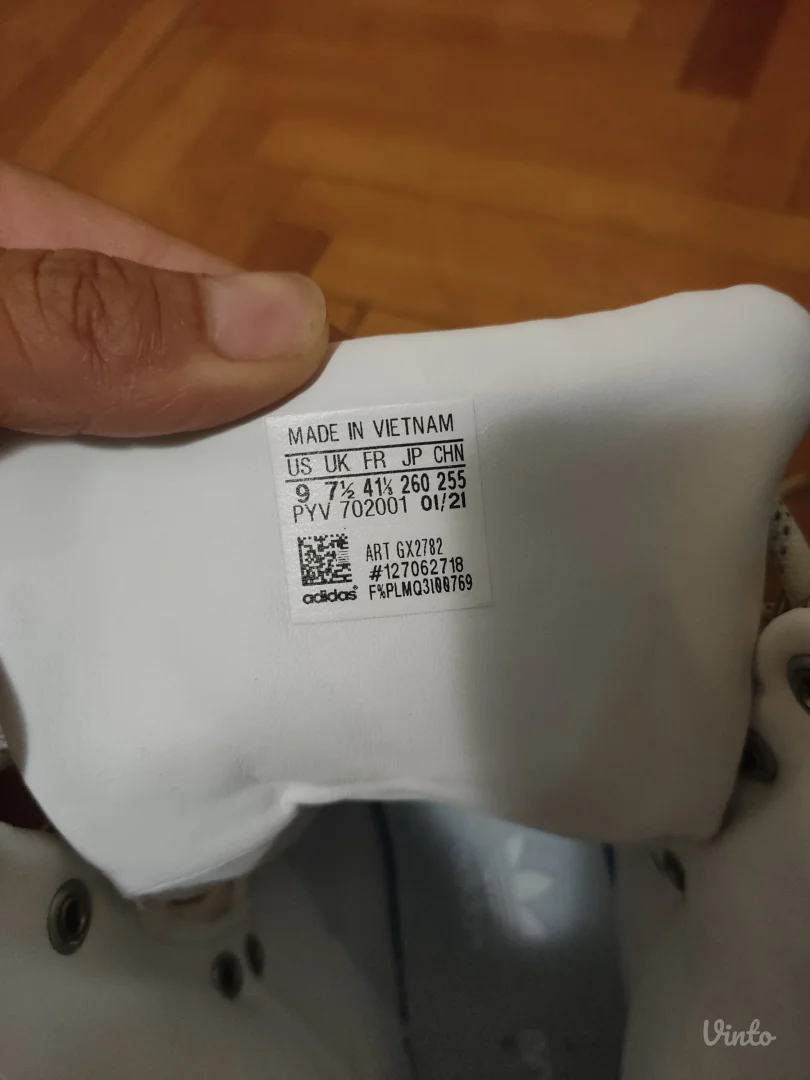 MADE IN VIETNAM
US UK FR JP CHN
9 7½ 41⅓ 260 255
PYV 702001 01/21
ART GX2782
#127062718
F%PLMQ3I00769
adidas
Vinto